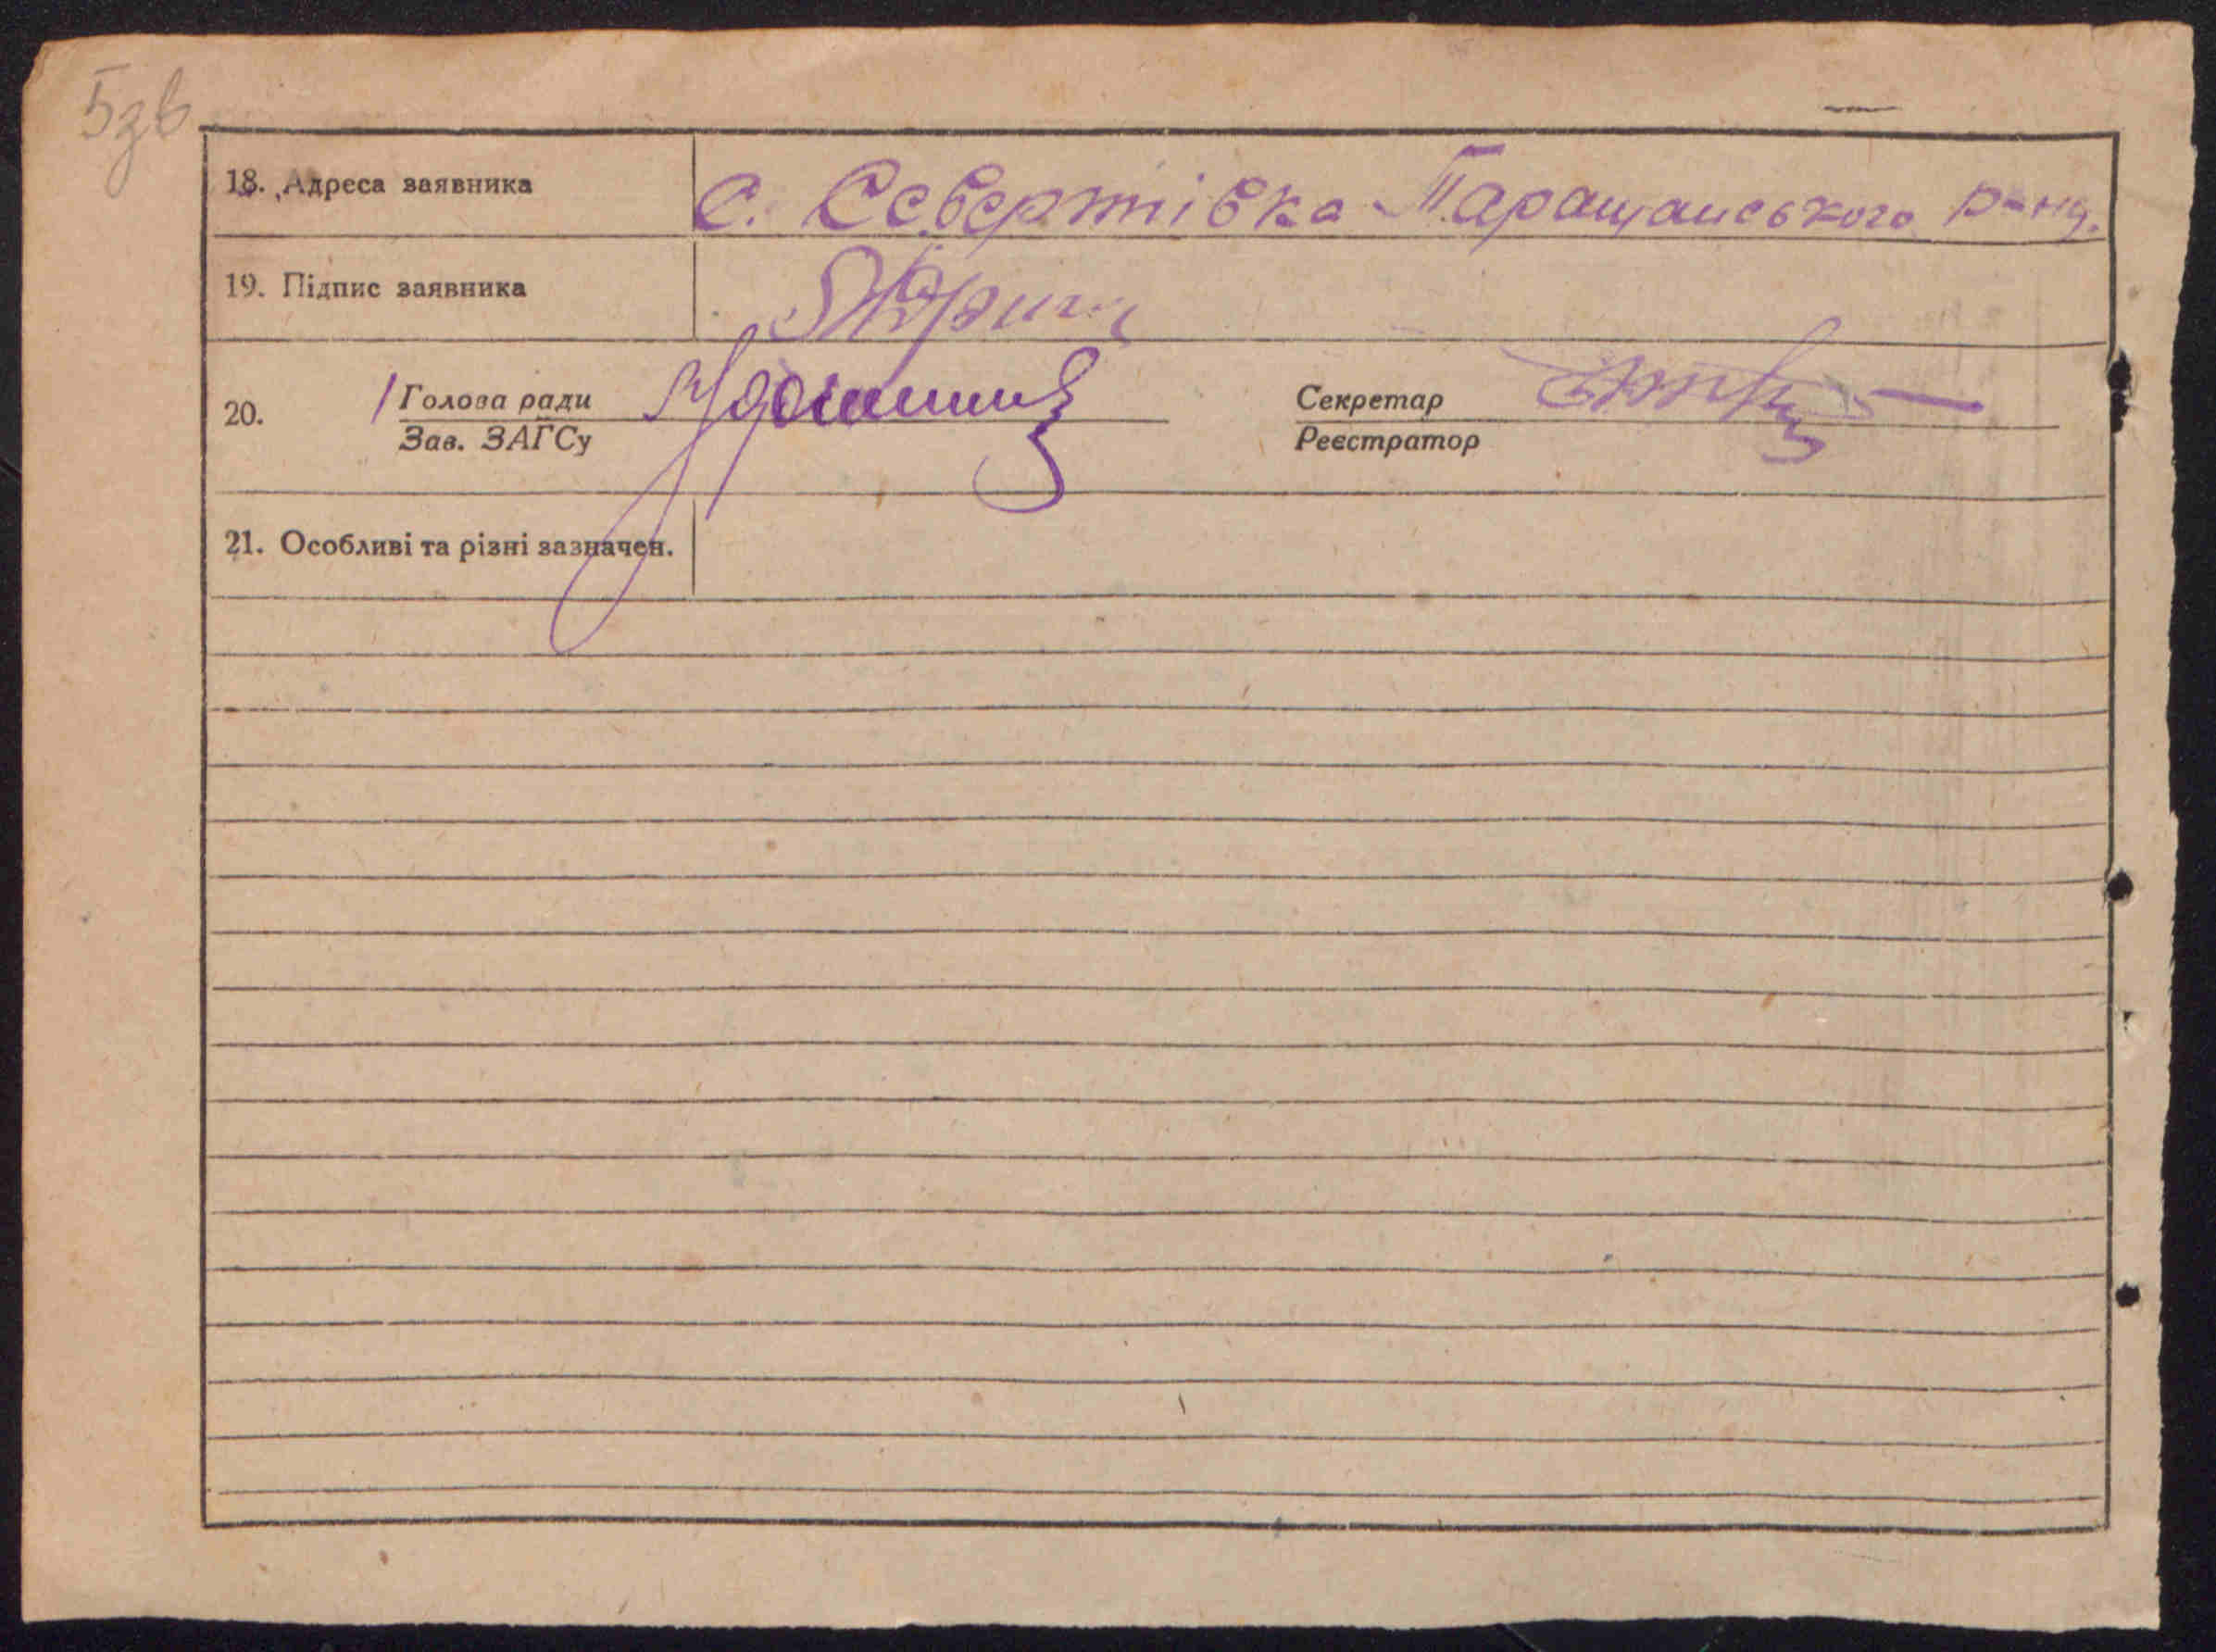 5зв
18. Адреса заявника с. Севертівка Таращанського р-ну.
19. Підпис заявника
20. Голова ради Секретар
Зав. ЗАГСу Реєстратор
21. Особливі та різні зазначен.